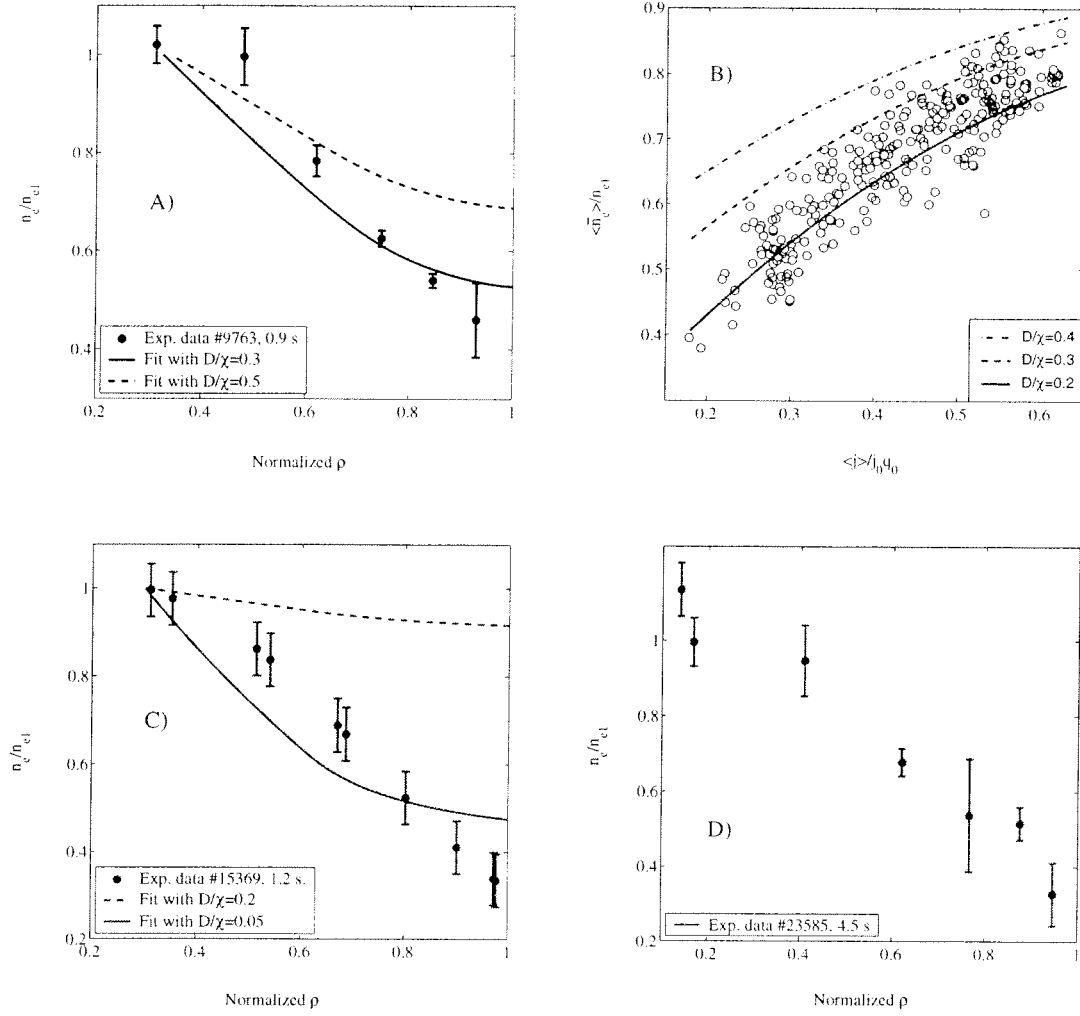 A)
1
0.8
0.6
0.4
n_e/n_e1
Exp. data #9763, 0.9 s
Fit with D/χ=0.3
Fit with D/χ=0.5
0.2 0.4 0.6 0.8 1
Normalized ρ
B)
0.9
0.8
0.7
0.6
0.5
0.4
<n̅_e>/n_e1
D/χ=0.4
D/χ=0.3
D/χ=0.2
0.2 0.3 0.4 0.5 0.6
<j>/j_0q_0
C)
1
0.8
0.6
0.4
0.2
n_e/n_e1
Exp. data #15369, 1.2 s.
Fit with D/χ=0.2
Fit with D/χ=0.05
0.2 0.4 0.6 0.8 1
Normalized ρ
D)
1
0.8
0.6
0.4
0.2
n_e/n_e1
Exp. data #23585, 4.5 s
0.2 0.4 0.6 0.8 1
Normalized ρ